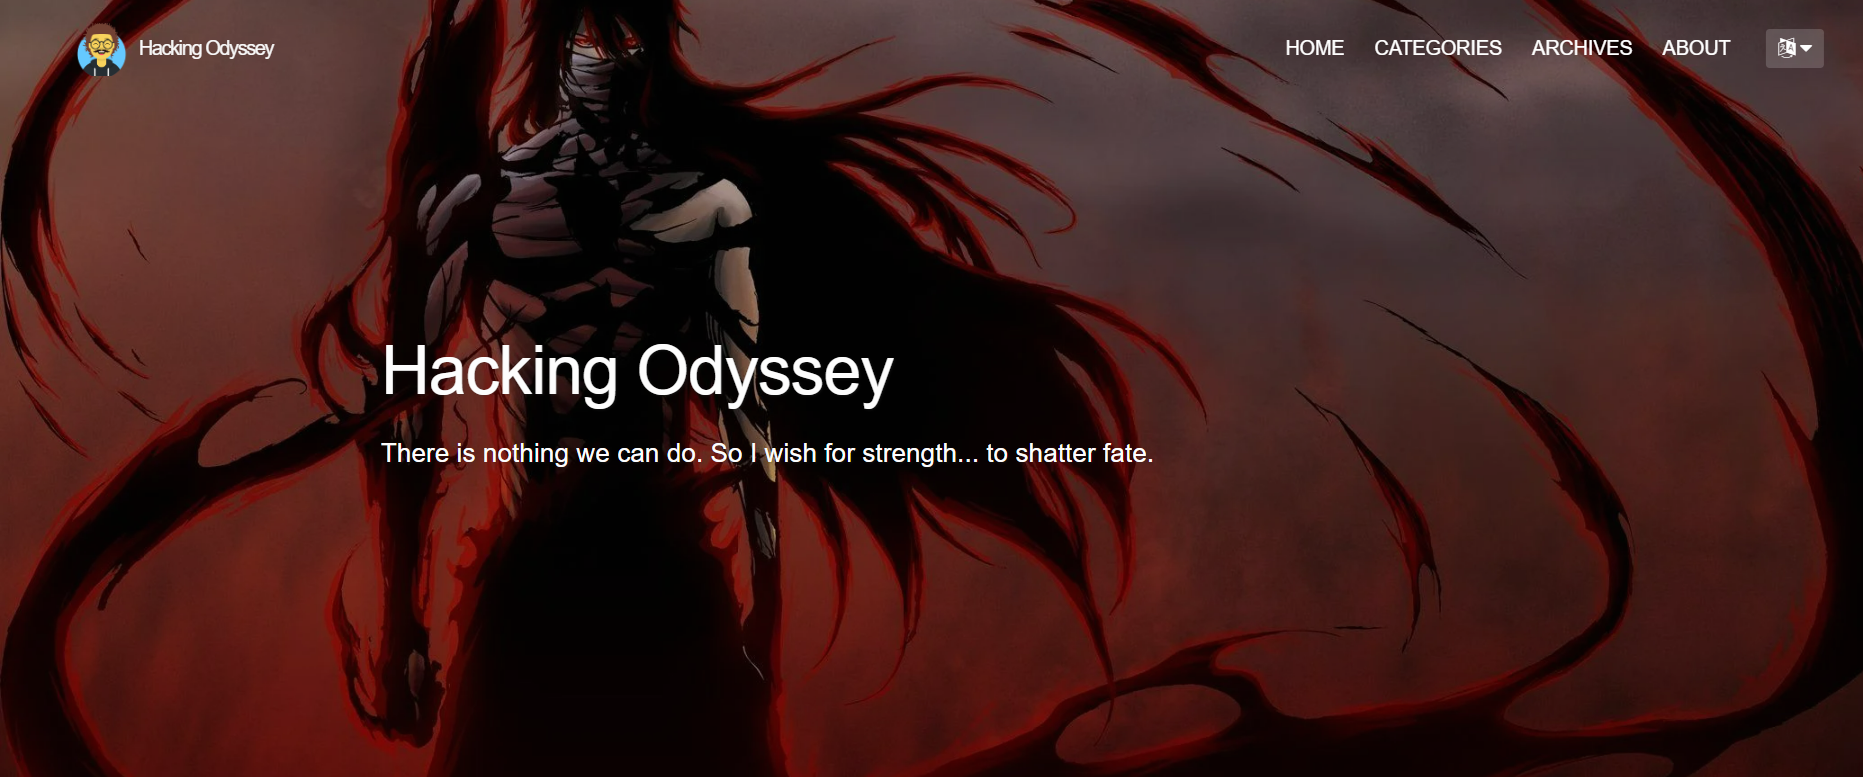 Hacking Odyssey
HOME CATEGORIES ARCHIVES ABOUT
Hacking Odyssey
There is nothing we can do. So I wish for strength... to shatter fate.